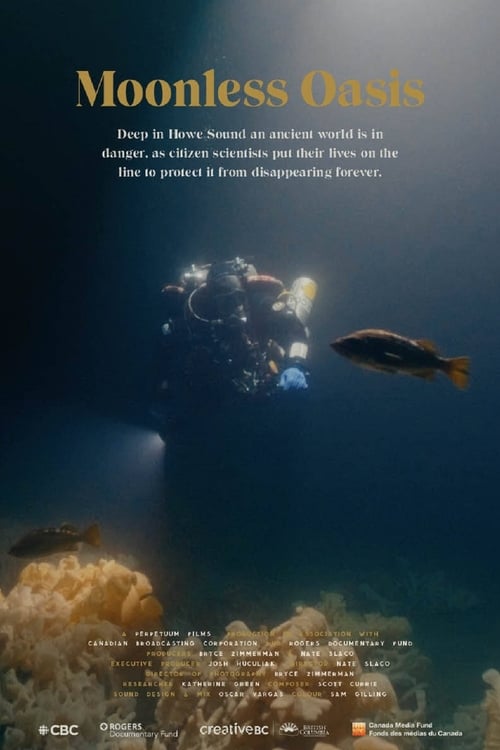 Moonless Oasis
Deep in Howe Sound an ancient world is in
danger, as citizen scientists put their lives on the
line to protect it from disappearing forever.
A PERPETUUM FILMS PRODUCTION IN ASSOCIATION WITH
CANADIAN BROADCASTING CORPORATION AND ROGERS DOCUMENTARY FUND
PRODUCERS BRYCE ZIMMERMAN & NATE SLACO
EXECUTIVE PRODUCER JOSH HUCULIAK DIRECTOR NATE SLACO
DIRECTOR OF PHOTOGRAPHY BRYCE ZIMMERMAN
RESEARCHER KATHERINE GREEN COMPOSER SCOTT CURRIE
SOUND DESIGN & MIX OSCAR VARGAS COLOUR SAM GILLING
CBC
ROGERS
Documentary Fund
creativeBC
BRITISH
COLUMBIA
Canada Media Fund
Fonds des médias du Canada